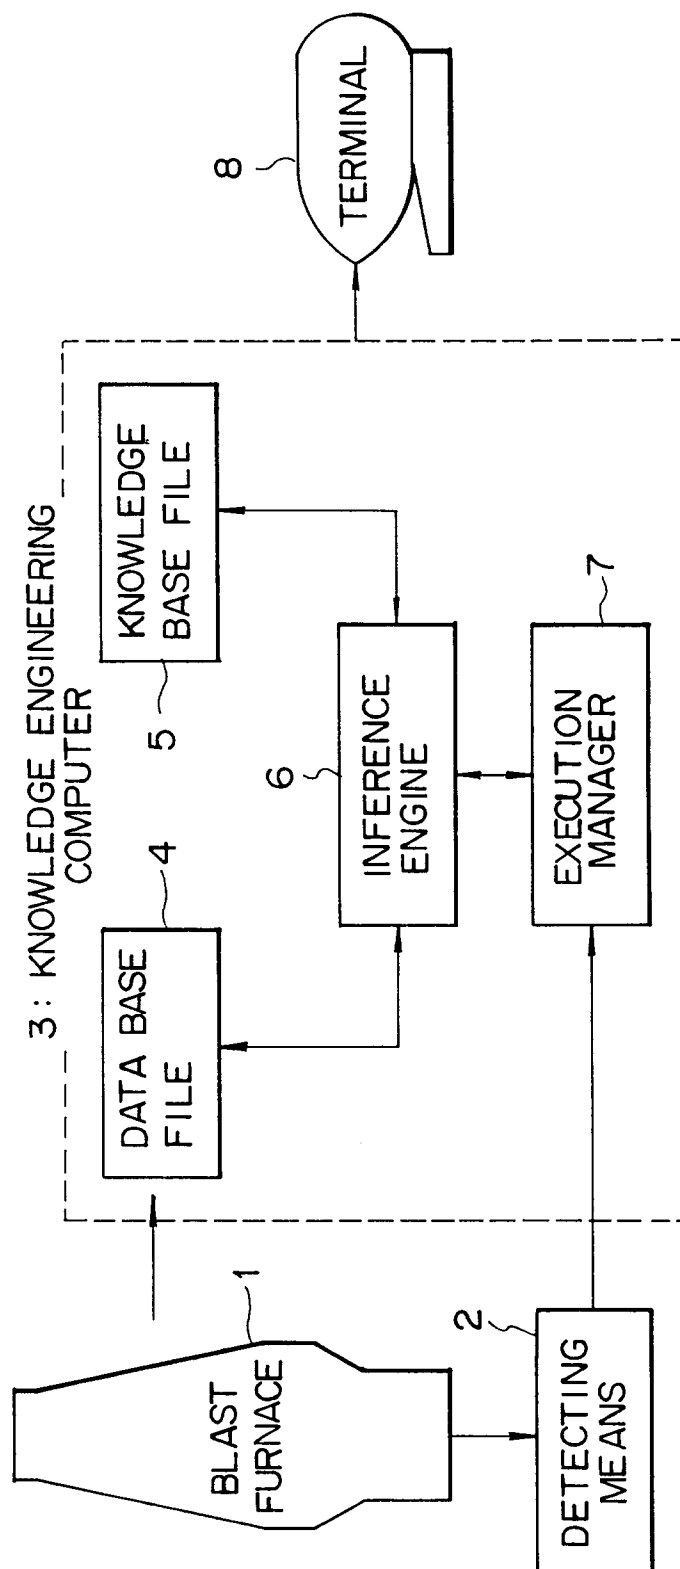 3: KNOWLEDGE ENGINEERING
COMPUTER
1
BLAST
FURNACE
2
DETECTING
MEANS
4
DATA BASE
FILE
5
KNOWLEDGE
BASE FILE
6
INFERENCE
ENGINE
7
EXECUTION
MANAGER
8
TERMINAL